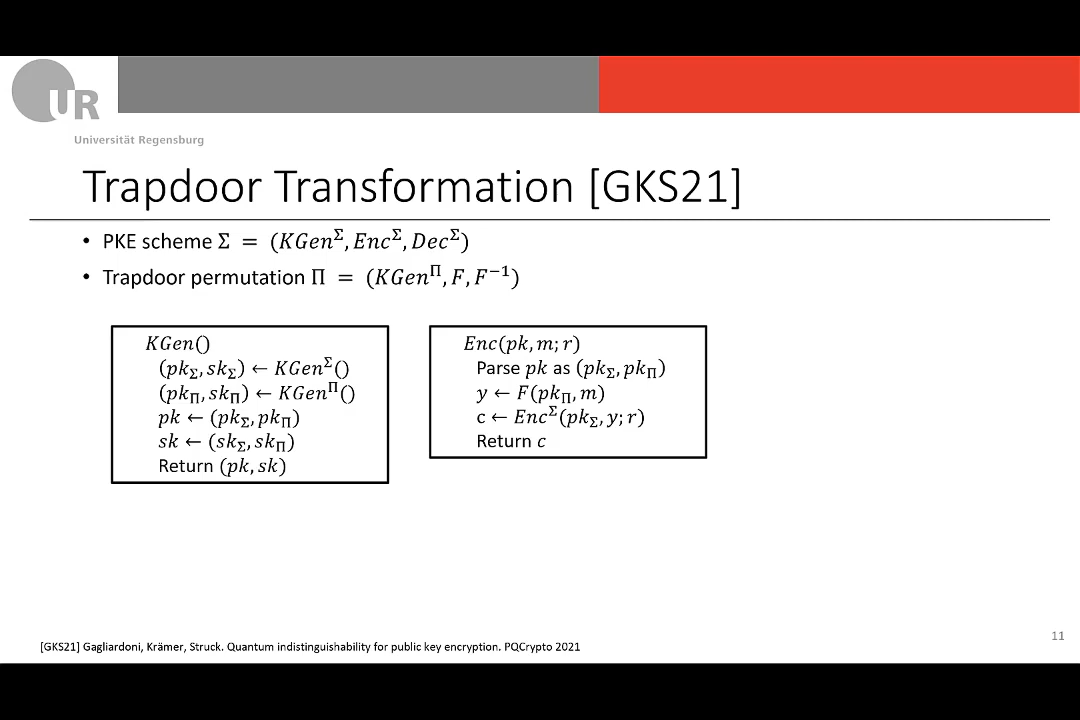 UR
Universität Regensburg
Trapdoor Transformation [GKS21]
• PKE scheme Σ = (KGen^Σ, Enc^Σ, Dec^Σ)
• Trapdoor permutation Π = (KGen^Π, F, F^−1)
KGen()
(pk_Σ, sk_Σ) ← KGen^Σ()
(pk_Π, sk_Π) ← KGen^Π()
pk ← (pk_Σ, pk_Π)
sk ← (sk_Σ, sk_Π)
Return (pk, sk)
Enc(pk, m; r)
Parse pk as (pk_Σ, pk_Π)
y ← F(pk_Π, m)
c ← Enc^Σ(pk_Σ, y; r)
Return c
11
[GKS21] Gagliardoni, Krämer, Struck. Quantum indistinguishability for public key encryption. PQCrypto 2021